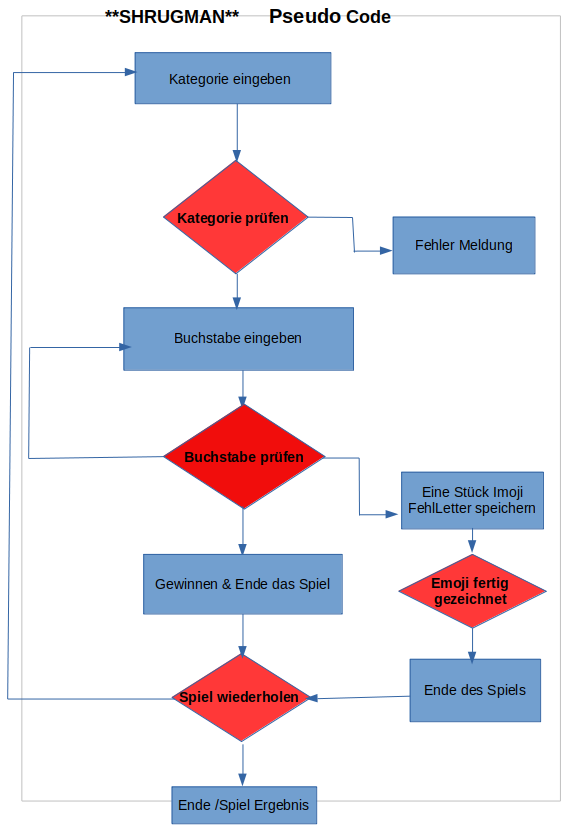 **SHRUGMAN** Pseudo Code
Kategorie eingeben
Kategorie prüfen
Fehler Meldung
Buchstabe eingeben
Buchstabe prüfen
Eine Stück Imoji
FehlLetter speichern
Gewinnen & Ende das Spiel
Emoji fertig
gezeichnet
Ende des Spiels
Spiel wiederholen
Ende /Spiel Ergebnis